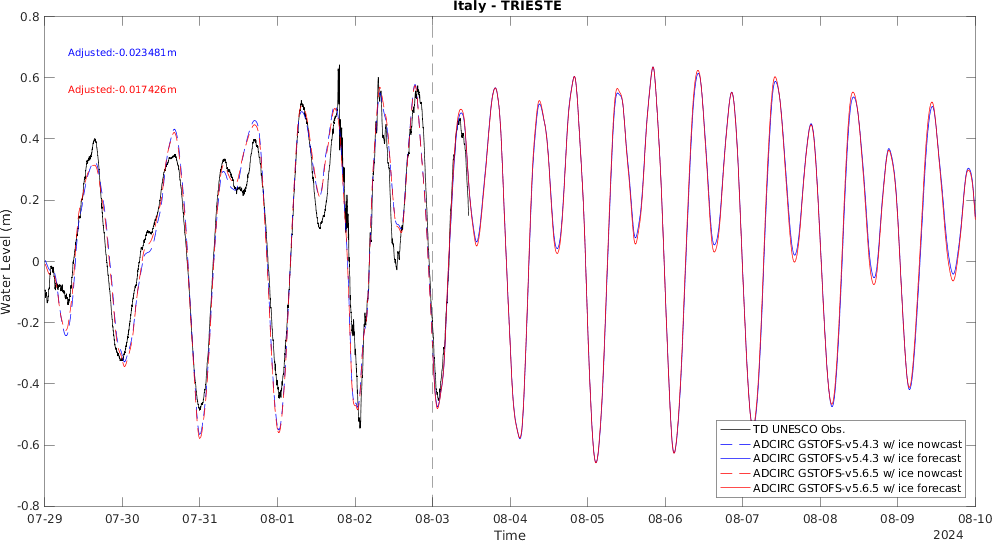 Italy - TRIESTE
0.8
0.6
0.4
0.2
0
-0.2
-0.4
-0.6
-0.8
Water Level (m)
Adjusted:-0.023481m
Adjusted:-0.017426m
TD UNESCO Obs.
ADCIRC GSTOFS-v5.4.3 w/ ice nowcast
ADCIRC GSTOFS-v5.4.3 w/ ice forecast
ADCIRC GSTOFS-v5.6.5 w/ ice nowcast
ADCIRC GSTOFS-v5.6.5 w/ ice forecast
07-29 07-30 07-31 08-01 08-02 08-03 08-04 08-05 08-06 08-07 08-08 08-09 08-10
Time
2024